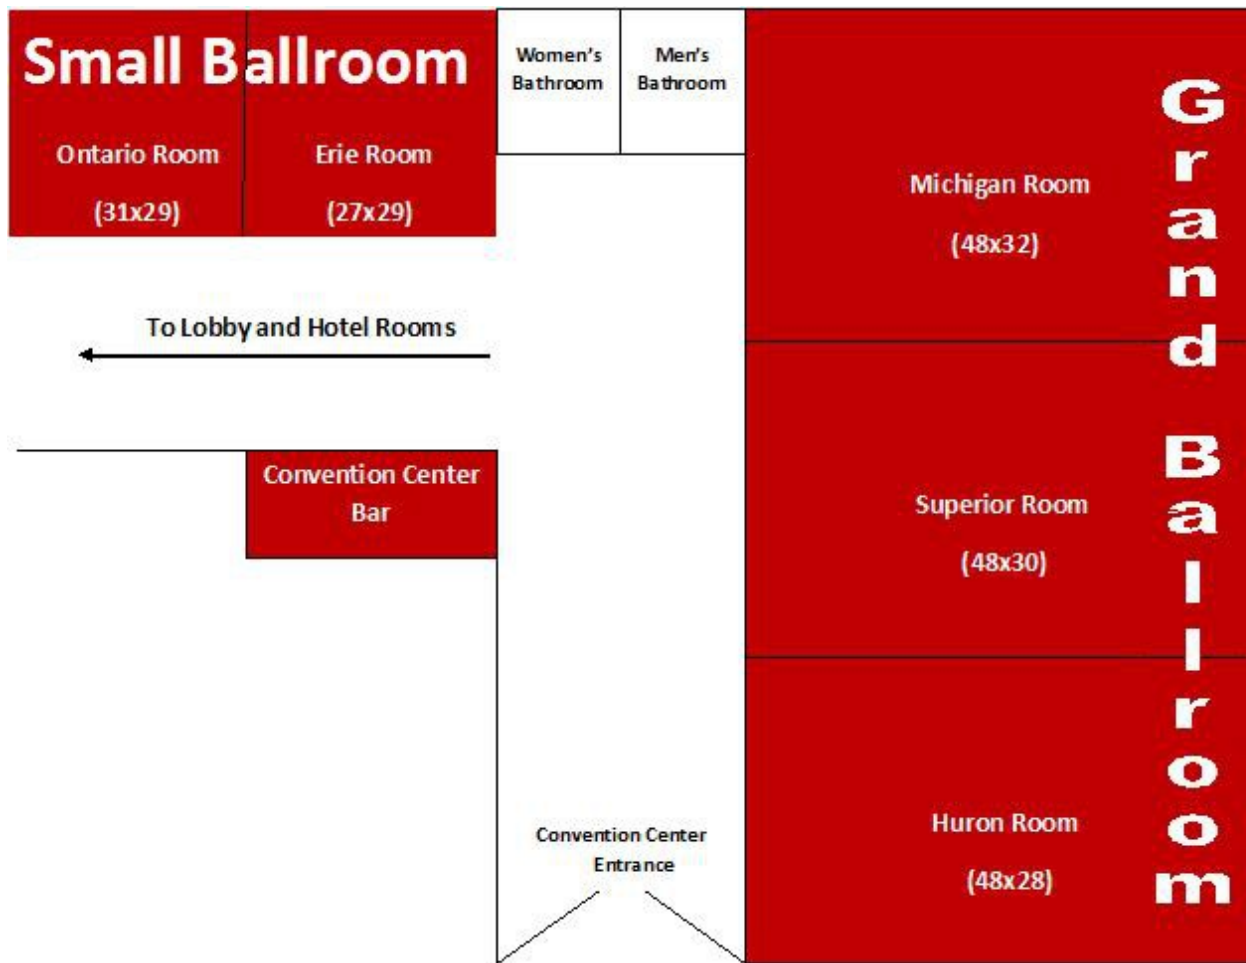 Small Ballroom
Ontario Room
(31x29)
Erie Room
(27x29)
Women's
Bathroom
Men's
Bathroom
Michigan Room
(48x32)
Grand Ballroom
To Lobby and Hotel Rooms
Convention Center
Bar
Superior Room
(48x30)
Convention Center
Entrance
Huron Room
(48x28)